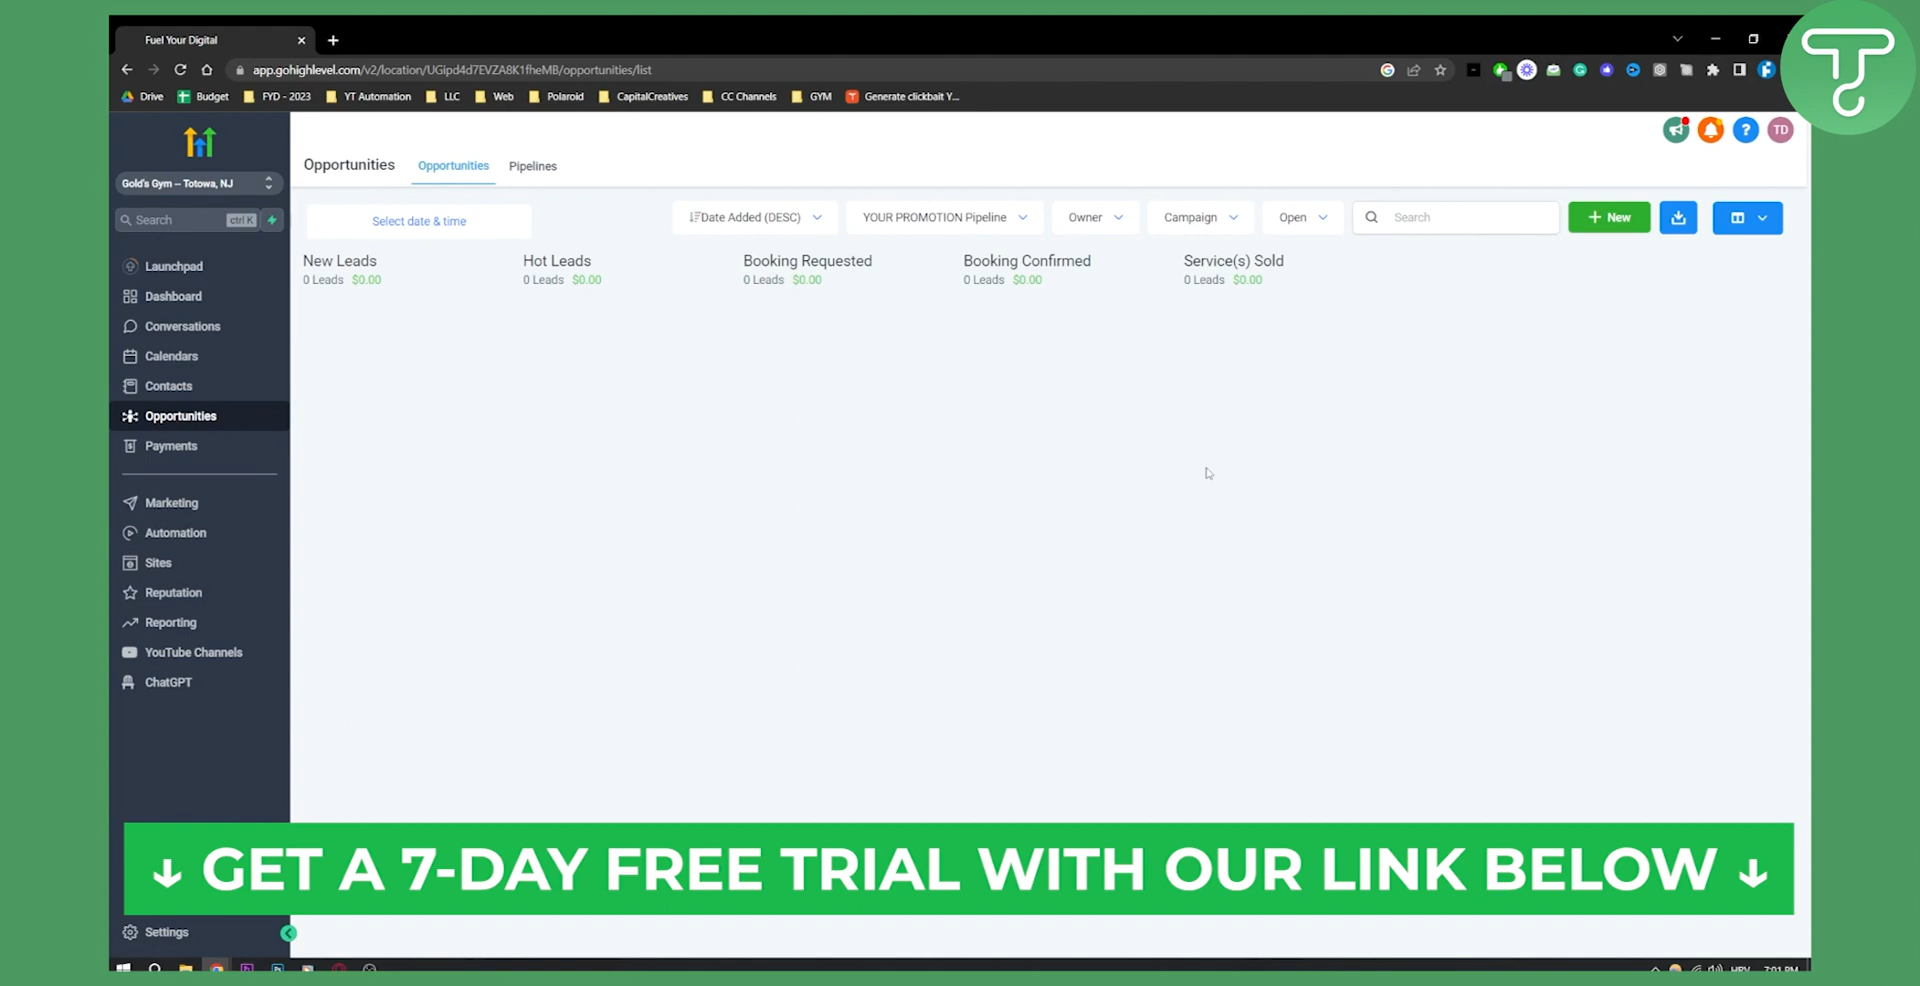 Fuel Your Digital
app.gohighlevel.com/v2/location/UGipd4d7EVZA8K1fheMB/opportunities/list
Drive Budget FYD - 2023 YT Automation LLC Web Polaroid CapitalCreatives CC Channels GYM Generate clickbait Y...
TD
Opportunities Opportunities Pipelines
Gold's Gym – Totowa, NJ
Search ctrl K
Select date & time Date Added (DESC) YOUR PROMOTION Pipeline Owner Campaign Open Search + New
New Leads Hot Leads Booking Requested Booking Confirmed Service(s) Sold
0 Leads $0.00 0 Leads $0.00 0 Leads $0.00 0 Leads $0.00 0 Leads $0.00
Launchpad
Dashboard
Conversations
Calendars
Contacts
Opportunities
Payments
Marketing
Automation
Sites
Reputation
Reporting
YouTube Channels
ChatGPT
↓ GET A 7-DAY FREE TRIAL WITH OUR LINK BELOW ↓
Settings
HRV 7:01 PM